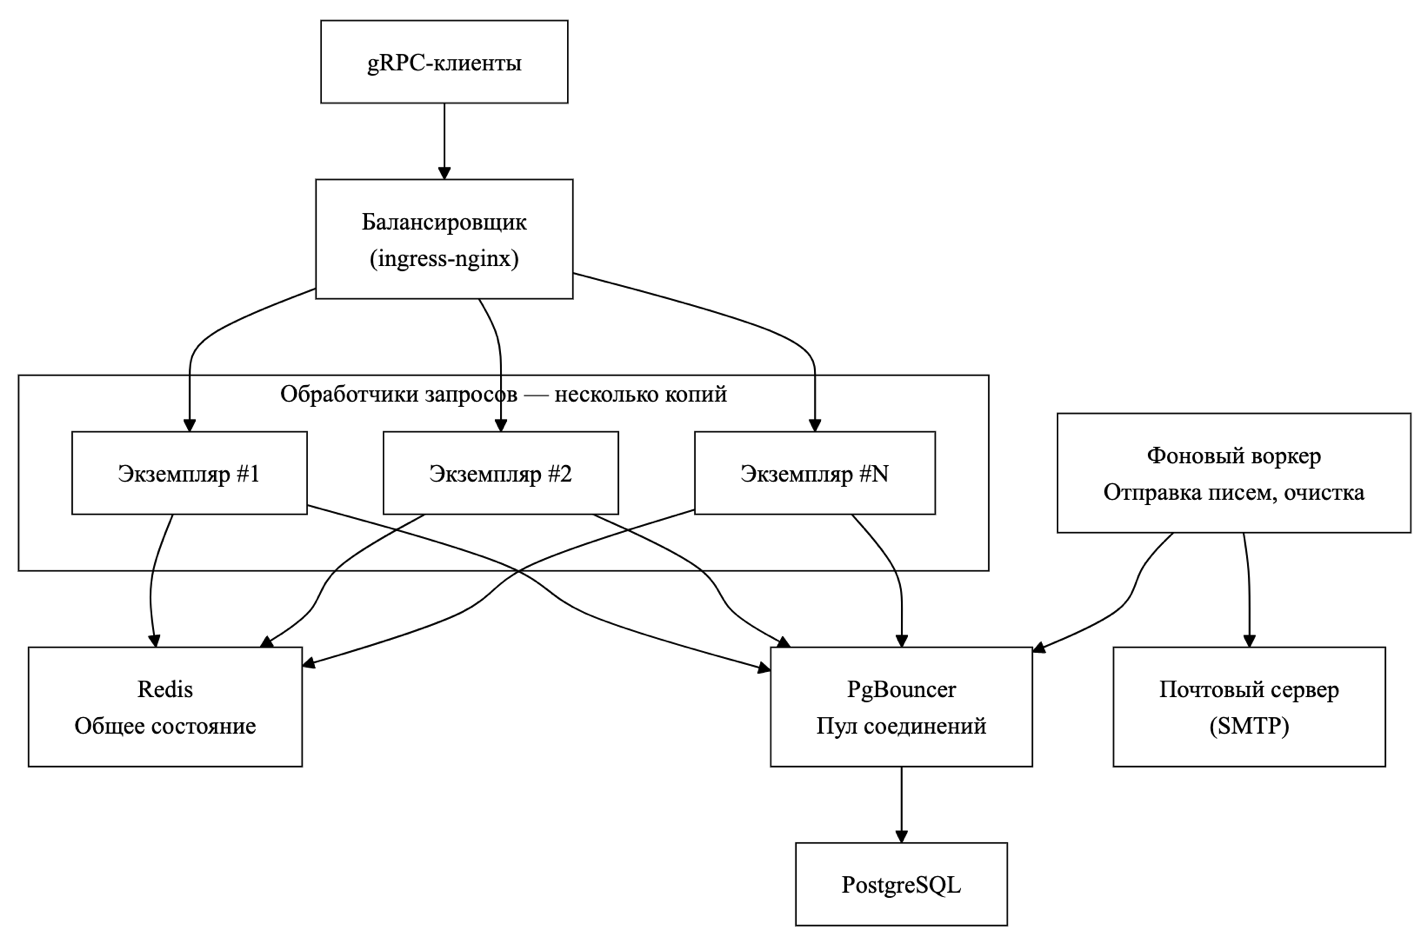 gRPC-клиенты
Балансировщик
(ingress-nginx)
Обработчики запросов — несколько копий
Экземпляр #1
Экземпляр #2
Экземпляр #N
Фоновый воркер
Отправка писем, очистка
Redis
Общее состояние
PgBouncer
Пул соединений
Почтовый сервер
(SMTP)
PostgreSQL